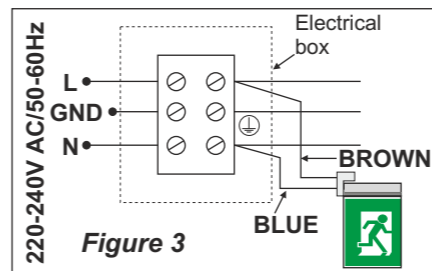 220-240V AC/50-60Hz
Electrical
box
L
GND
N
BROWN
BLUE
Figure 3